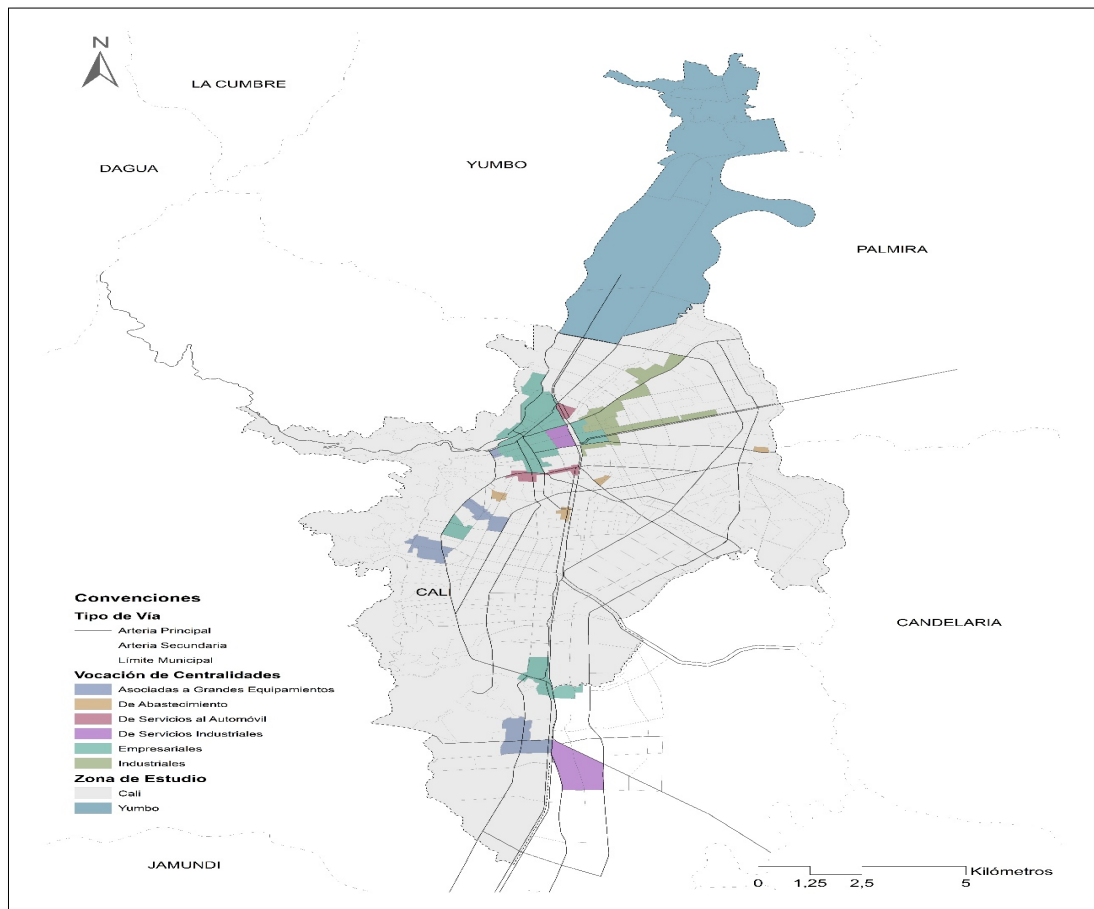 N
LA CUMBRE
DAGUA
YUMBO
PALMIRA
CALI
CANDELARIA
JAMUNDI
Convenciones
Tipo de Vía
Arteria Principal
Arteria Secundaria
Límite Municipal
Vocación de Centralidades
Asociadas a Grandes Equipamientos
De Abastecimiento
De Servicios al Automóvil
De Servicios Industriales
Empresariales
Industriales
Zona de Estudio
Cali
Yumbo
Kilómetros
0 1,25 2,5 5